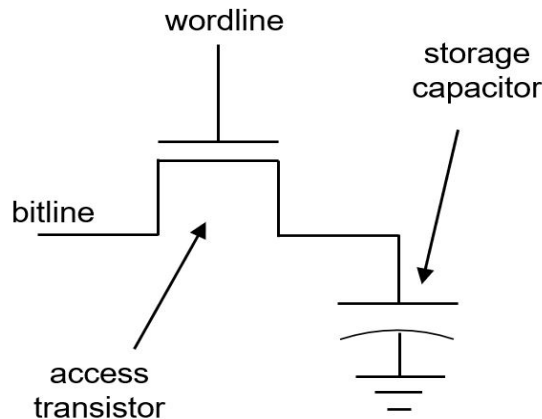 wordline
storage
capacitor
bitline
access
transistor